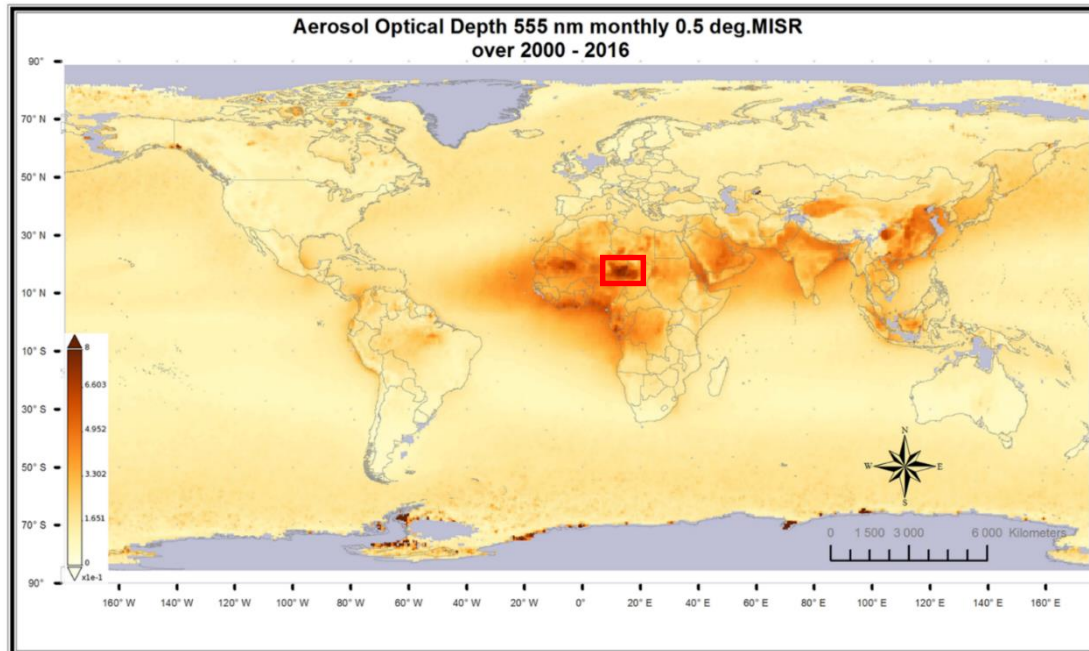 Aerosol Optical Depth 555 nm monthly 0.5 deg.MISR
over 2000 - 2016
90°
70° N
50° N
30° N
10° N
10° S
30° S
50° S
70° S
90°
8
6.603
4.952
3.302
1.651
0
x1e-1
N
W E
S
0 1 500 3 000 6 000 Kilometers
160° W 140° W 120° W 100° W 80° W 60° W 40° W 20° W 0° 20° E 40° E 60° E 80° E 100° E 120° E 140° E 160° E